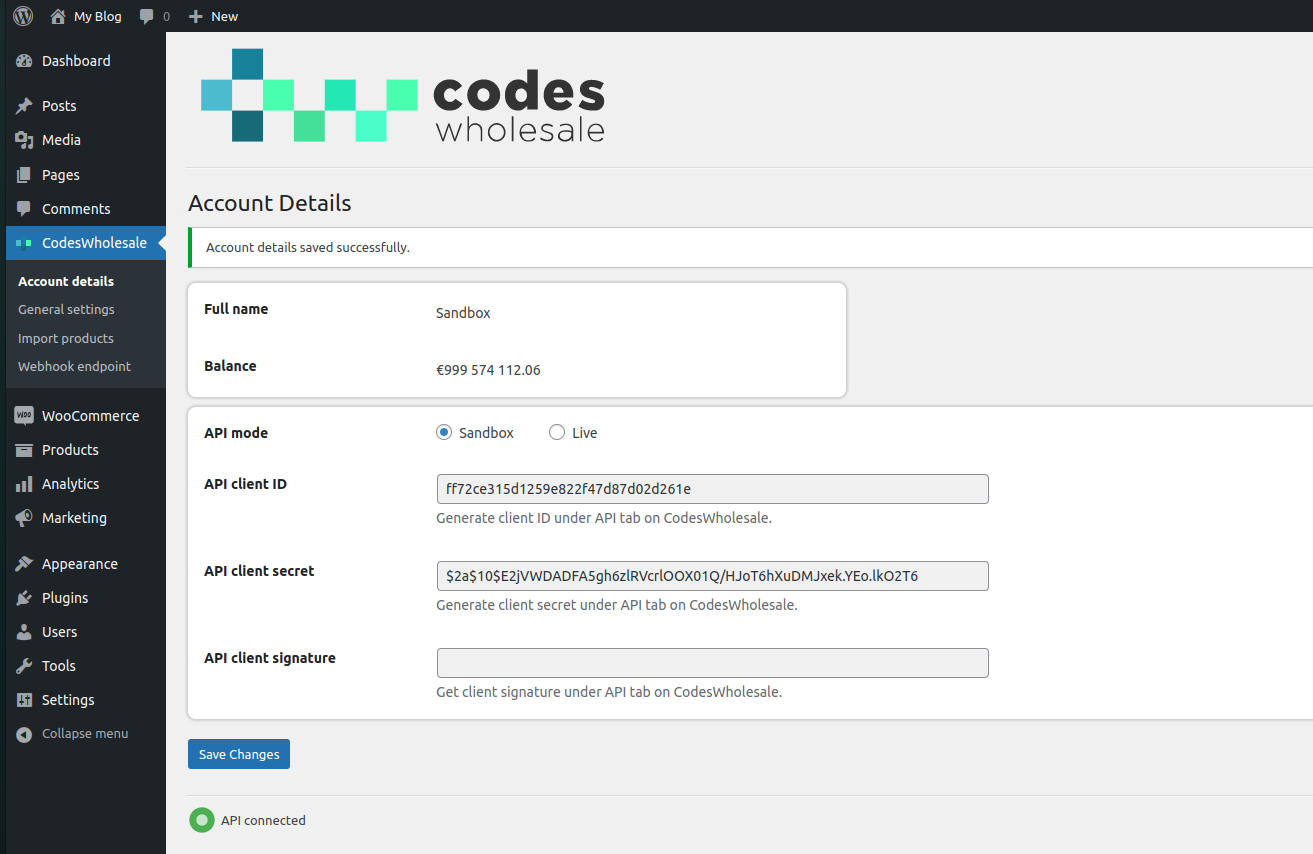 My Blog 0 New
Dashboard
Posts
Media
Pages
Comments
CodesWholesale
Account details
General settings
Import products
Webhook endpoint
WOO WooCommerce
Products
Analytics
Marketing
Appearance
Plugins
Users
Tools
Settings
Collapse menu
codes
wholesale
Account Details
Account details saved successfully.
Full name Sandbox
Balance €999 574 112.06
API mode Sandbox Live
API client ID ff72ce315d1259e822f47d87d02d261e
Generate client ID under API tab on CodesWholesale.
API client secret $2a$10$E2jVWDADFA5gh6zlRVcrlOOX01Q/HJoT6hXuDMJxek.YEo.lkO2T6
Generate client secret under API tab on CodesWholesale.
API client signature
Get client signature under API tab on CodesWholesale.
Save Changes
API connected